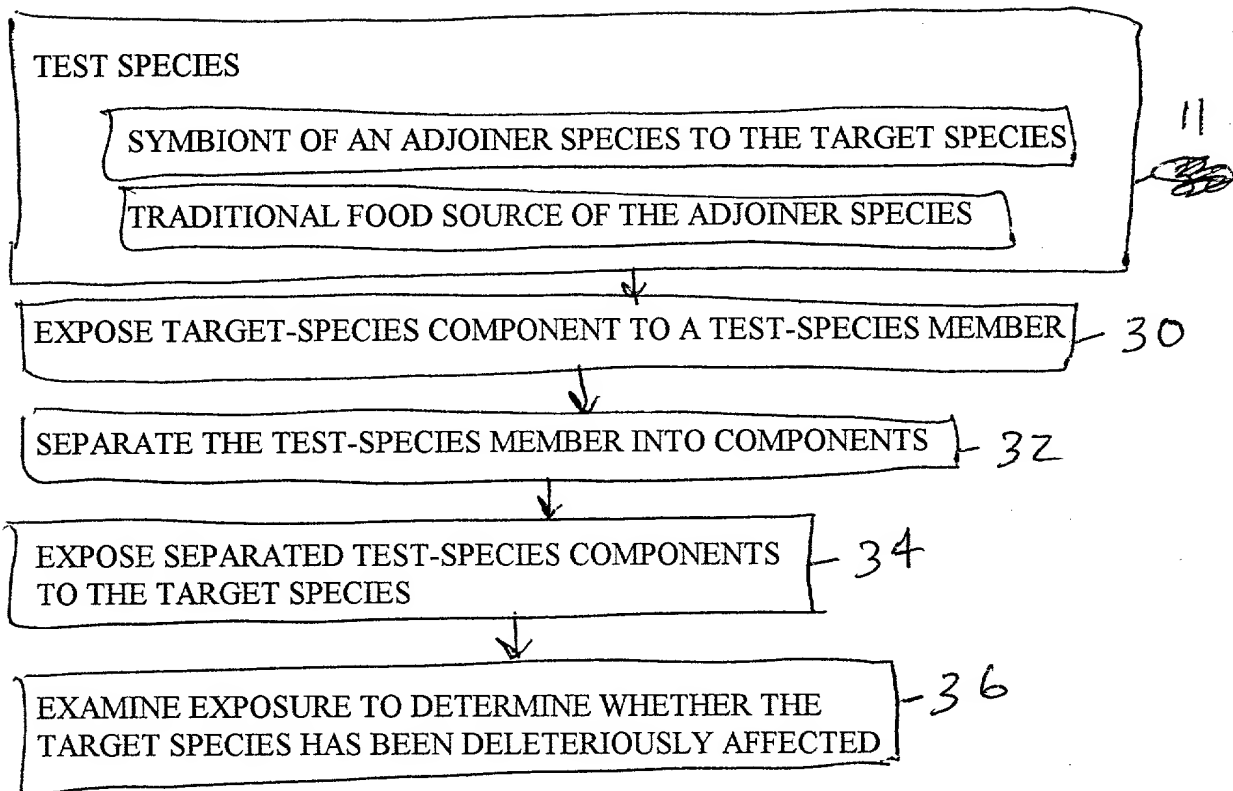 TEST SPECIES
SYMBIONT OF AN ADJOINER SPECIES TO THE TARGET SPECIES
11
TRADITIONAL FOOD SOURCE OF THE ADJOINER SPECIES
EXPOSE TARGET-SPECIES COMPONENT TO A TEST-SPECIES MEMBER
30
SEPARATE THE TEST-SPECIES MEMBER INTO COMPONENTS
32
EXPOSE SEPARATED TEST-SPECIES COMPONENTS
TO THE TARGET SPECIES
34
EXAMINE EXPOSURE TO DETERMINE WHETHER THE
TARGET SPECIES HAS BEEN DELETERIOUSLY AFFECTED
36